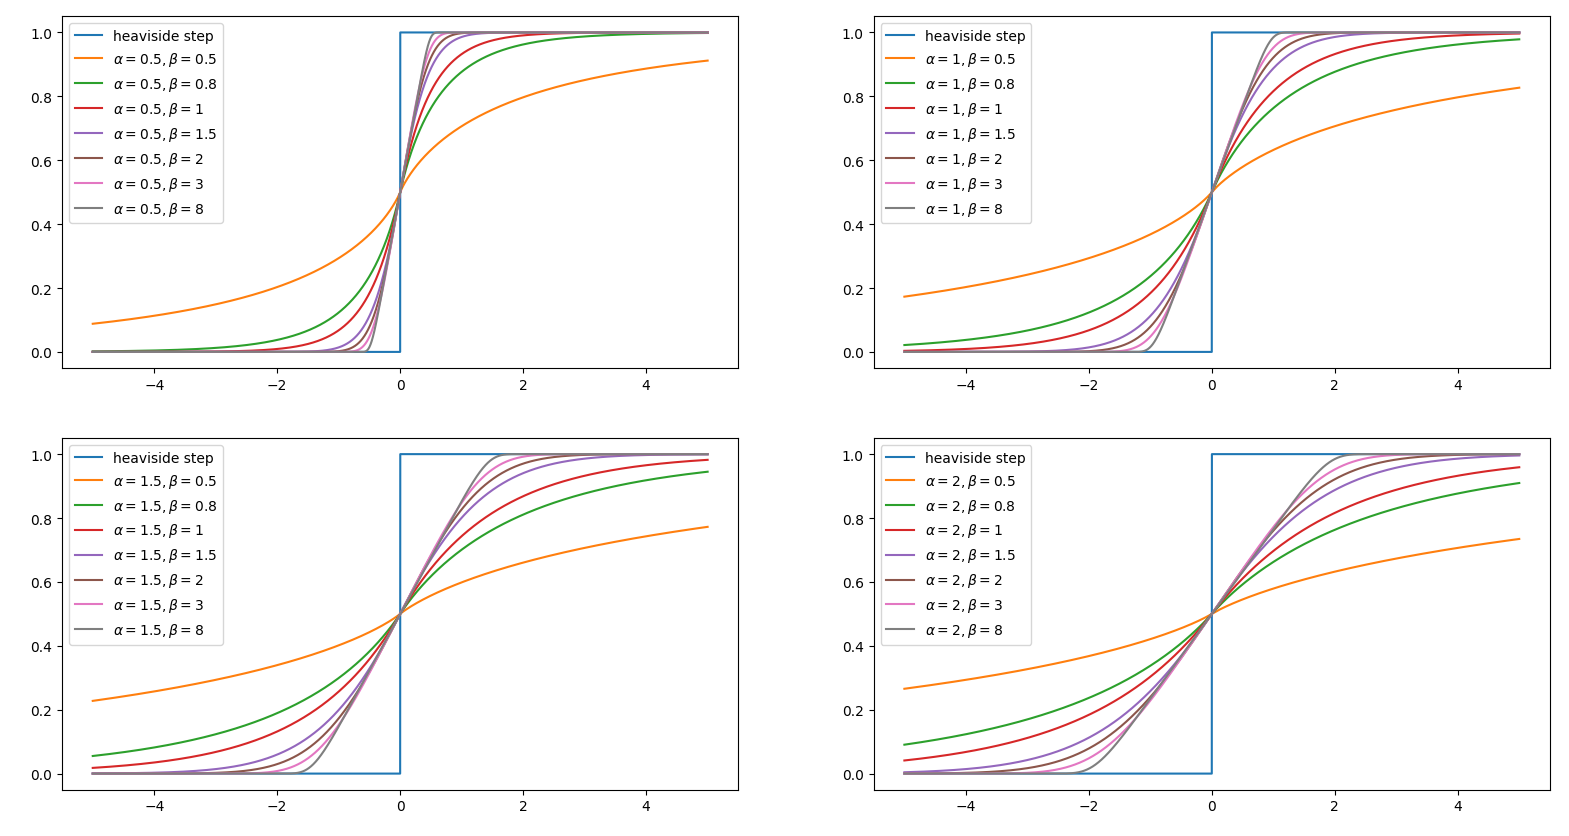 1.0
0.8
0.6
0.4
0.2
0.0
heaviside step
α = 0.5, β = 0.5
α = 0.5, β = 0.8
α = 0.5, β = 1
α = 0.5, β = 1.5
α = 0.5, β = 2
α = 0.5, β = 3
α = 0.5, β = 8
−4 −2 0 2 4
1.0
0.8
0.6
0.4
0.2
0.0
heaviside step
α = 1, β = 0.5
α = 1, β = 0.8
α = 1, β = 1
α = 1, β = 1.5
α = 1, β = 2
α = 1, β = 3
α = 1, β = 8
−4 −2 0 2 4
1.0
0.8
0.6
0.4
0.2
0.0
heaviside step
α = 1.5, β = 0.5
α = 1.5, β = 0.8
α = 1.5, β = 1
α = 1.5, β = 1.5
α = 1.5, β = 2
α = 1.5, β = 3
α = 1.5, β = 8
−4 −2 0 2 4
1.0
0.8
0.6
0.4
0.2
0.0
heaviside step
α = 2, β = 0.5
α = 2, β = 0.8
α = 2, β = 1
α = 2, β = 1.5
α = 2, β = 2
α = 2, β = 3
α = 2, β = 8
−4 −2 0 2 4